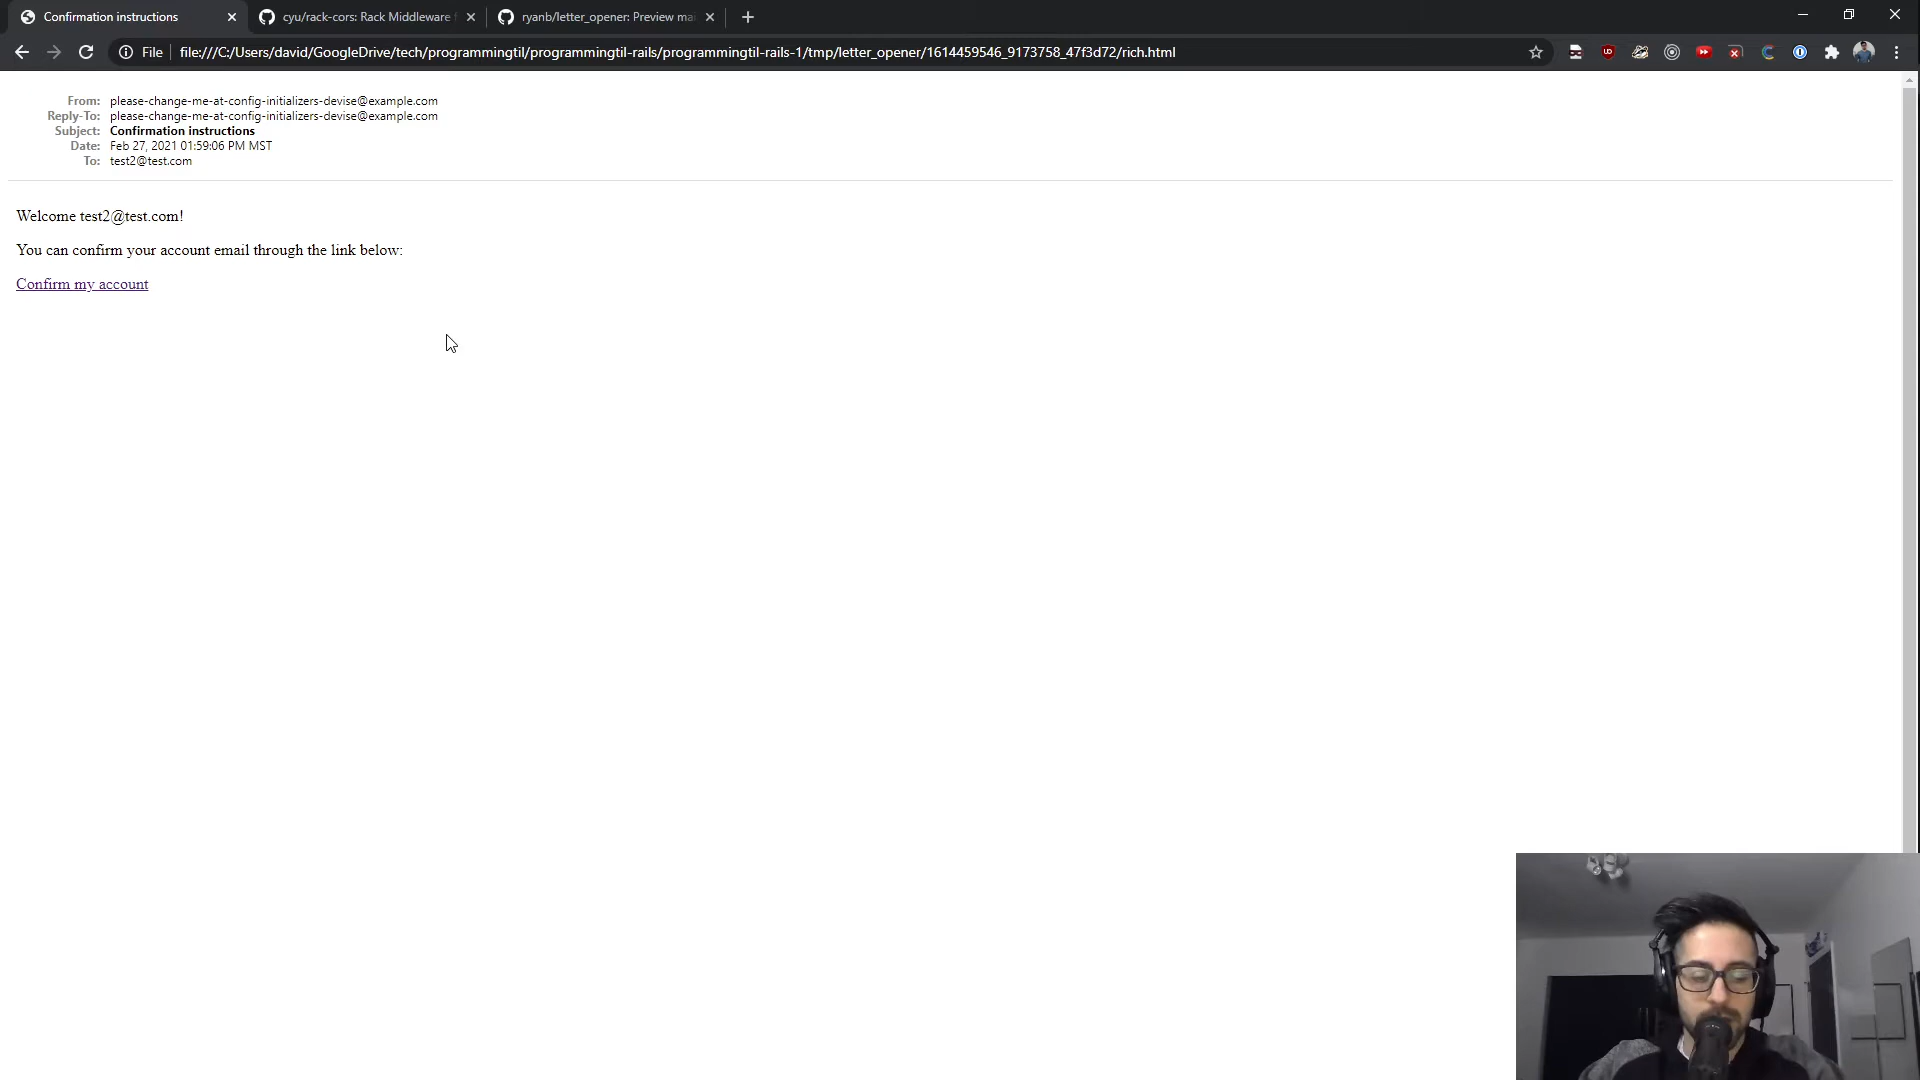 Confirmation instructions
cyu/rack-cors: Rack Middleware f
ryanb/letter_opener: Preview ma
File
file:///C:/Users/david/GoogleDrive/tech/programmingtil/programmingtil-rails/programmingtil-rails-1/tmp/letter_opener/1614459546_9173758_47f3d72/rich.html
From: please-change-me-at-config-initializers-devise@example.com
Reply-To: please-change-me-at-config-initializers-devise@example.com
Subject: Confirmation instructions
Date: Feb 27, 2021 01:59:06 PM MST
To: test2@test.com
Welcome test2@test.com!
You can confirm your account email through the link below:
Confirm my account